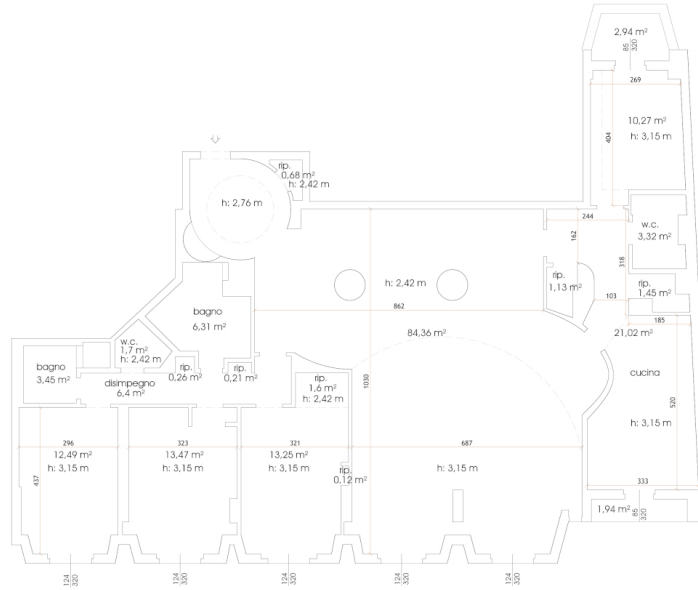 2,94 m²
85
320
269
10,27 m²
h: 3,15 m
404
rip.
0,68 m²
h: 2,42 m
h: 2,76 m
244
162
w.c.
3,32 m²
318
h: 2,42 m
rip.
1,13 m²
rip.
1,45 m²
103
862
bagno
6,31 m²
185
84,36 m²
21,02 m²
w.c.
1,7 m²
h: 2,42 m
bagno
3,45 m²
rip.
0,26 m²
rip.
0,21 m²
disimpegno
6,4 m²
rip.
1,6 m²
h: 2,42 m
1030
cucina
520
296
323
321
687
12,49 m²
h: 3,15 m
13,47 m²
h: 3,15 m
13,25 m²
h: 3,15 m
rip.
0,12 m²
h: 3,15 m
h: 3,15 m
437
333
1,94 m²
85
320
124
320
124
320
124
320
124
320
124
320